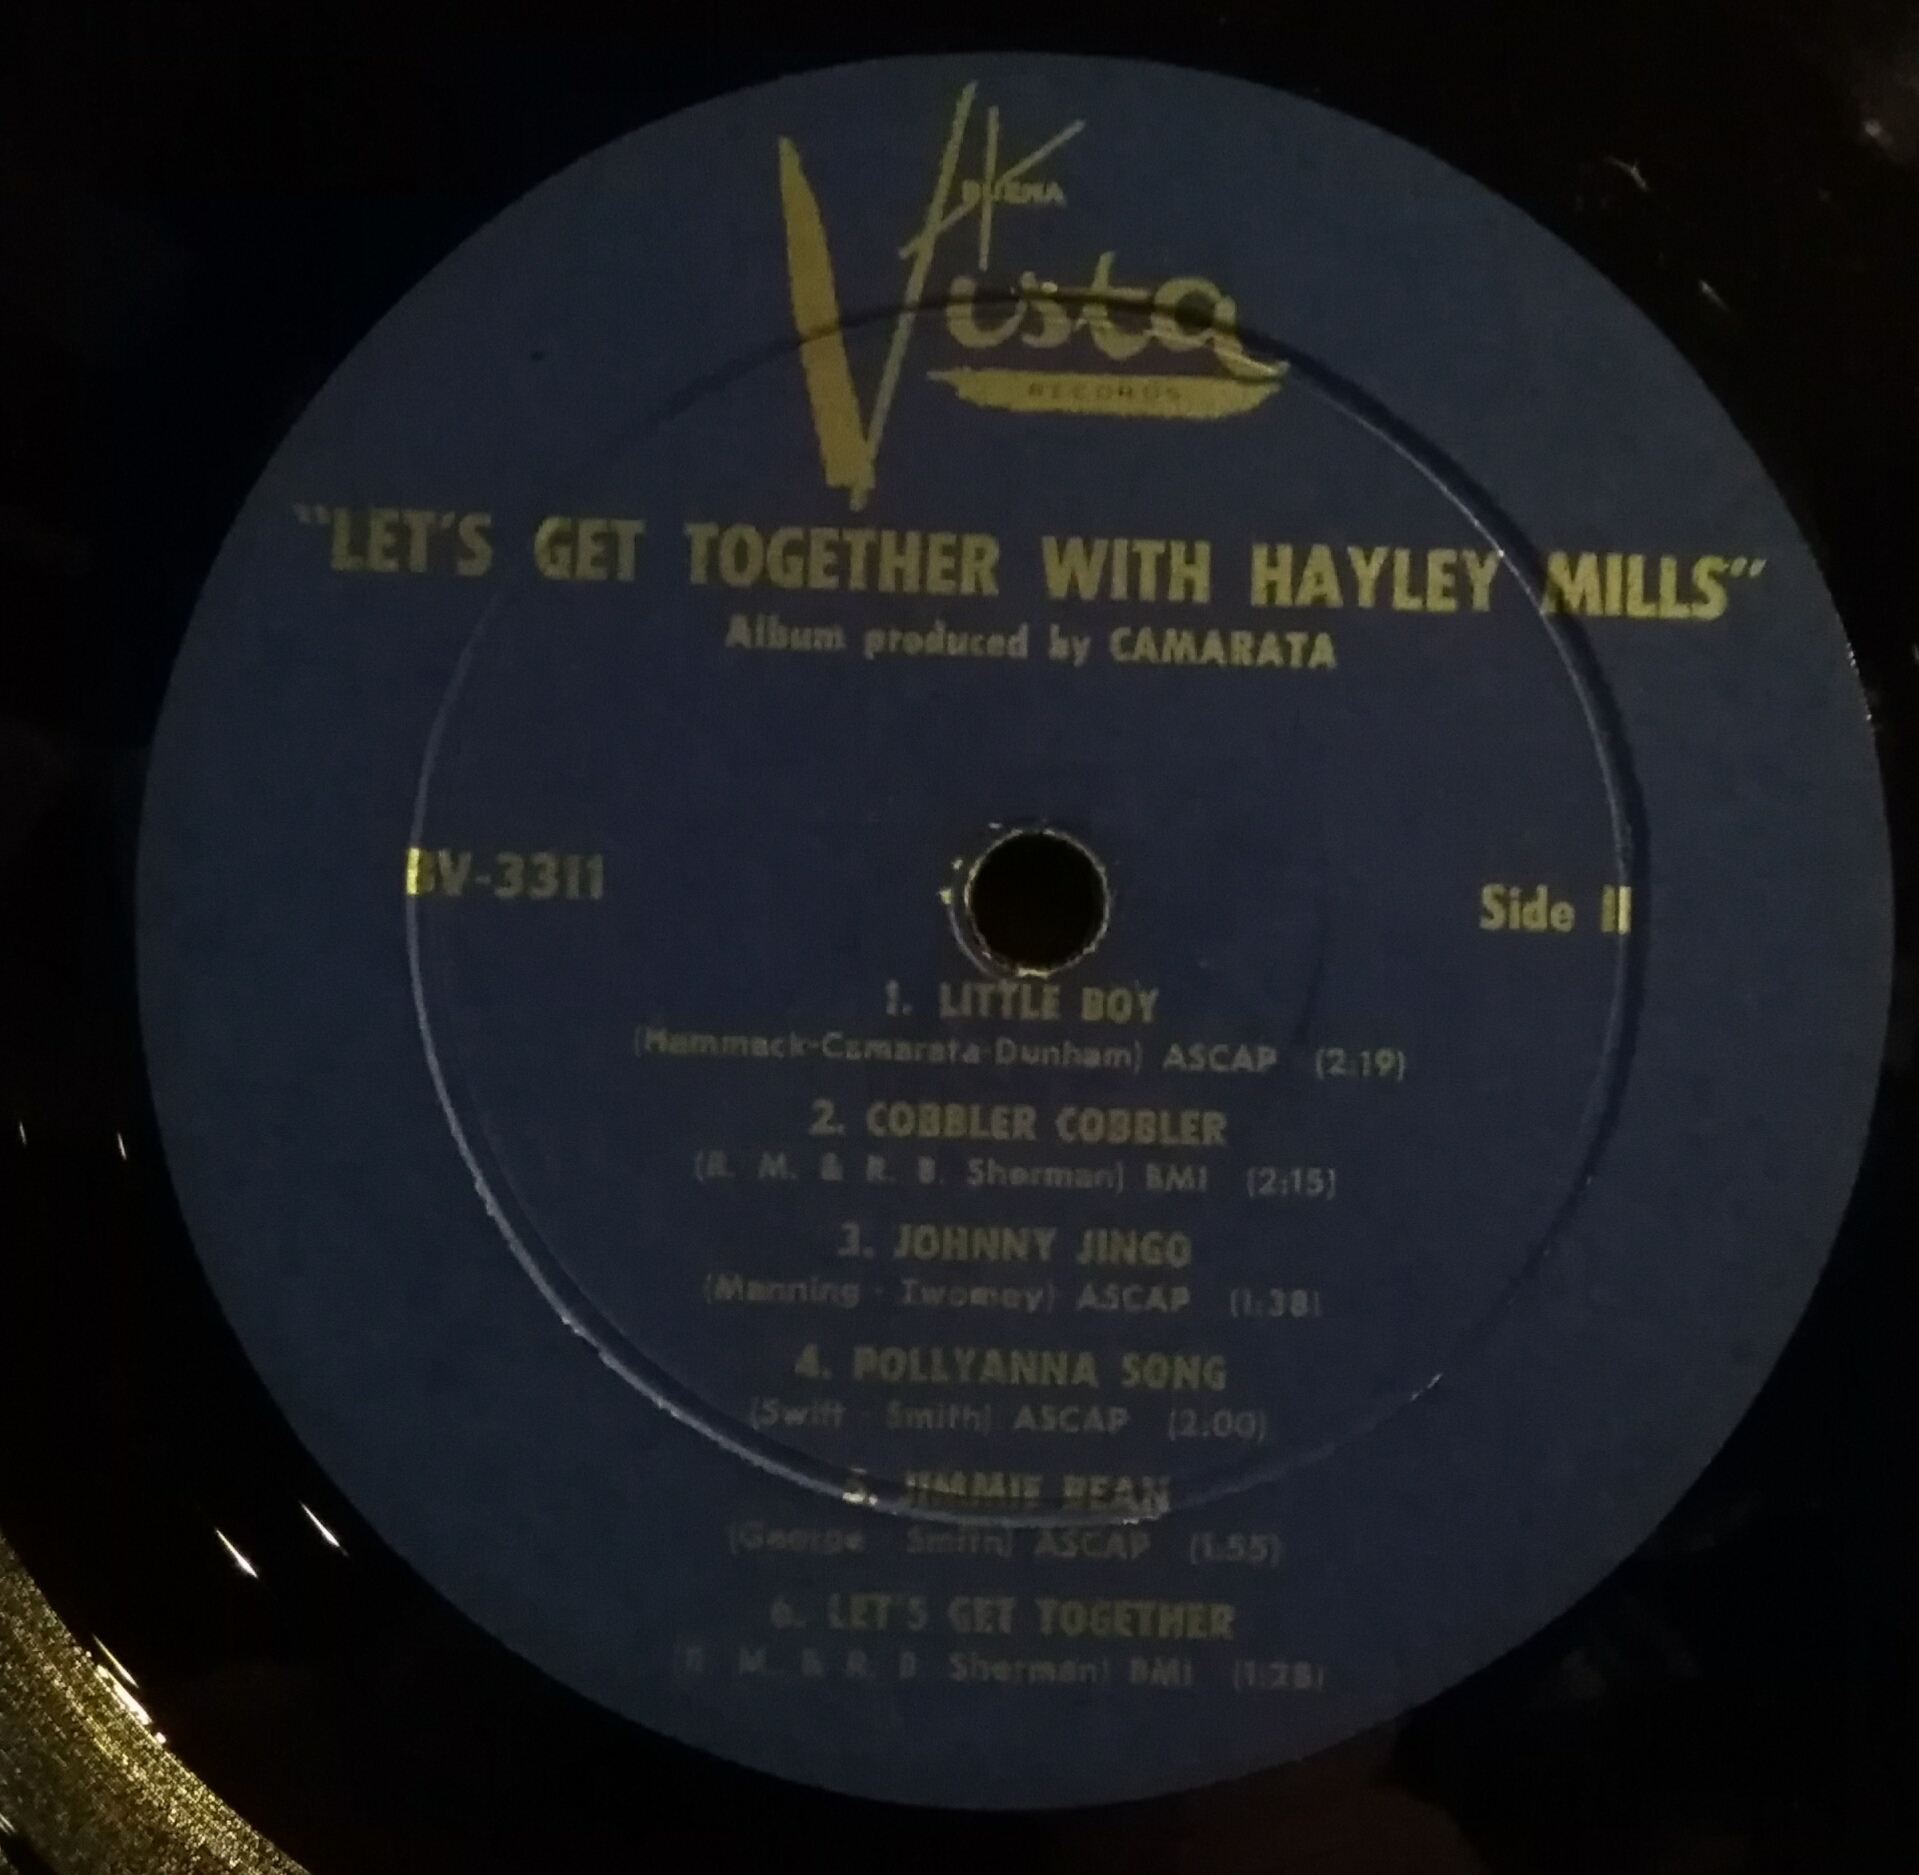 BUENA
Vista
RECORDS
"LET'S GET TOGETHER WITH HAYLEY MILLS"
Album produced by CAMARATA
BV-3311
Side II
1. LITTLE BOY
(Hammack-Camarata-Dunham) ASCAP (2:19)
2. COBBLER COBBLER
(R. M. & R. B. Sherman) BMI (2:15)
3. JOHNNY JINGO
(Manning - Twomey) ASCAP (1:38)
4. POLLYANNA SONG
(Swift - Smith) ASCAP (2:00)
5. JIMMIE BEAN
(George - Smith) ASCAP (1:55)
6. LET'S GET TOGETHER
(R. M. & R. B. Sherman) BMI (1:28)